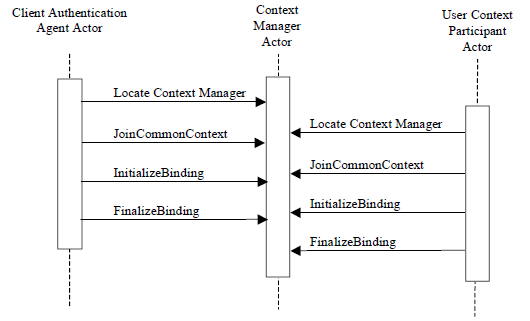 Client Authentication
Agent Actor
Context
Manager
Actor
User Context
Participant
Actor
Locate Context Manager
Locate Context Manager
JoinCommonContext
JoinCommonContext
InitializeBinding
InitializeBinding
FinalizeBinding
FinalizeBinding